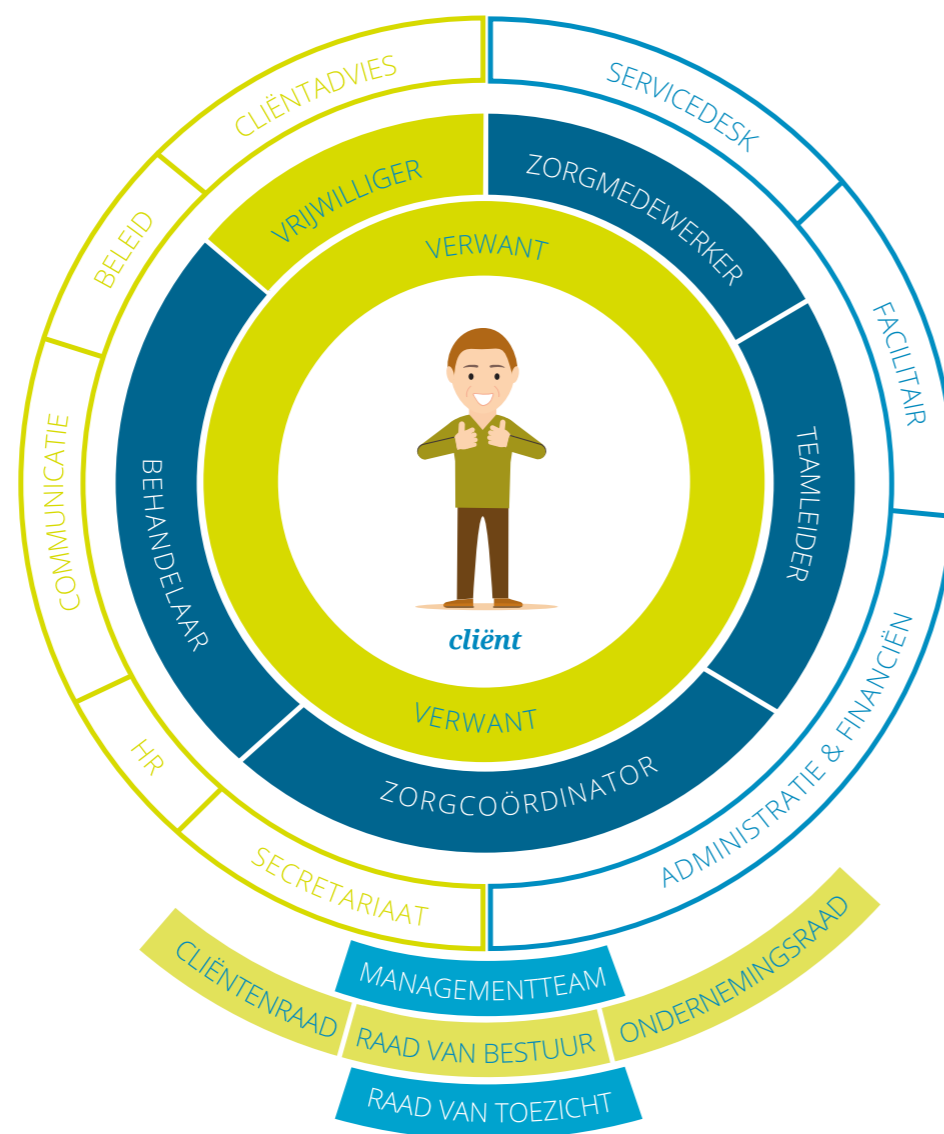 CLIËNTADVIES
SERVICEDESK
FACILITAIR
ADMINISTRATIE & FINANCIËN
SECRETARIAAT
HR
COMMUNICATIE
BELEID
VRIJWILLIGER
ZORGMEDEWERKER
TEAMLEIDER
ZORGCOÖRDINATOR
BEHANDELAAR
VERWANT
cliënt
VERWANT
CLIËNTENRAAD
MANAGEMENTTEAM
RAAD VAN BESTUUR
ONDERNEMINGSRAAD
RAAD VAN TOEZICHT